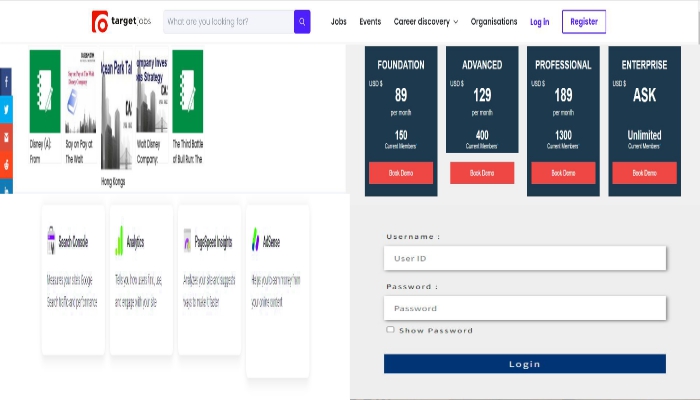 targetjobs
What are you looking for?
Jobs
Events
Career discovery
Organisations
Log in
Register
Disney (A):
From
Say on Pay at
The Walt
Disney Company
Ocean Park Tal
Hong Kongs
ompany Inves
s Strategy
Walt Disney
Company:
The Third Battle
of Bull Run: The
FOUNDATION
USD $
89
per month
150
Current Members
Book Demo
ADVANCED
USD $
129
per month
400
Current Members
Book Demo
PROFESSIONAL
USD $
189
per month
1300
Current Members
Book Demo
ENTERPRISE
USD $
ASK
Unlimited
Current Members
Book Demo
Search Console
Measures your site's Google
Search traffic and performance
Analytics
Tells you how users find, use,
and engage with your site
PageSpeed Insights
Analyzes your site and suggests
ways to make it faster
AdSense
Helps you to earn money from
your online content
Username :
User ID
Password :
Password
Show Password
Login